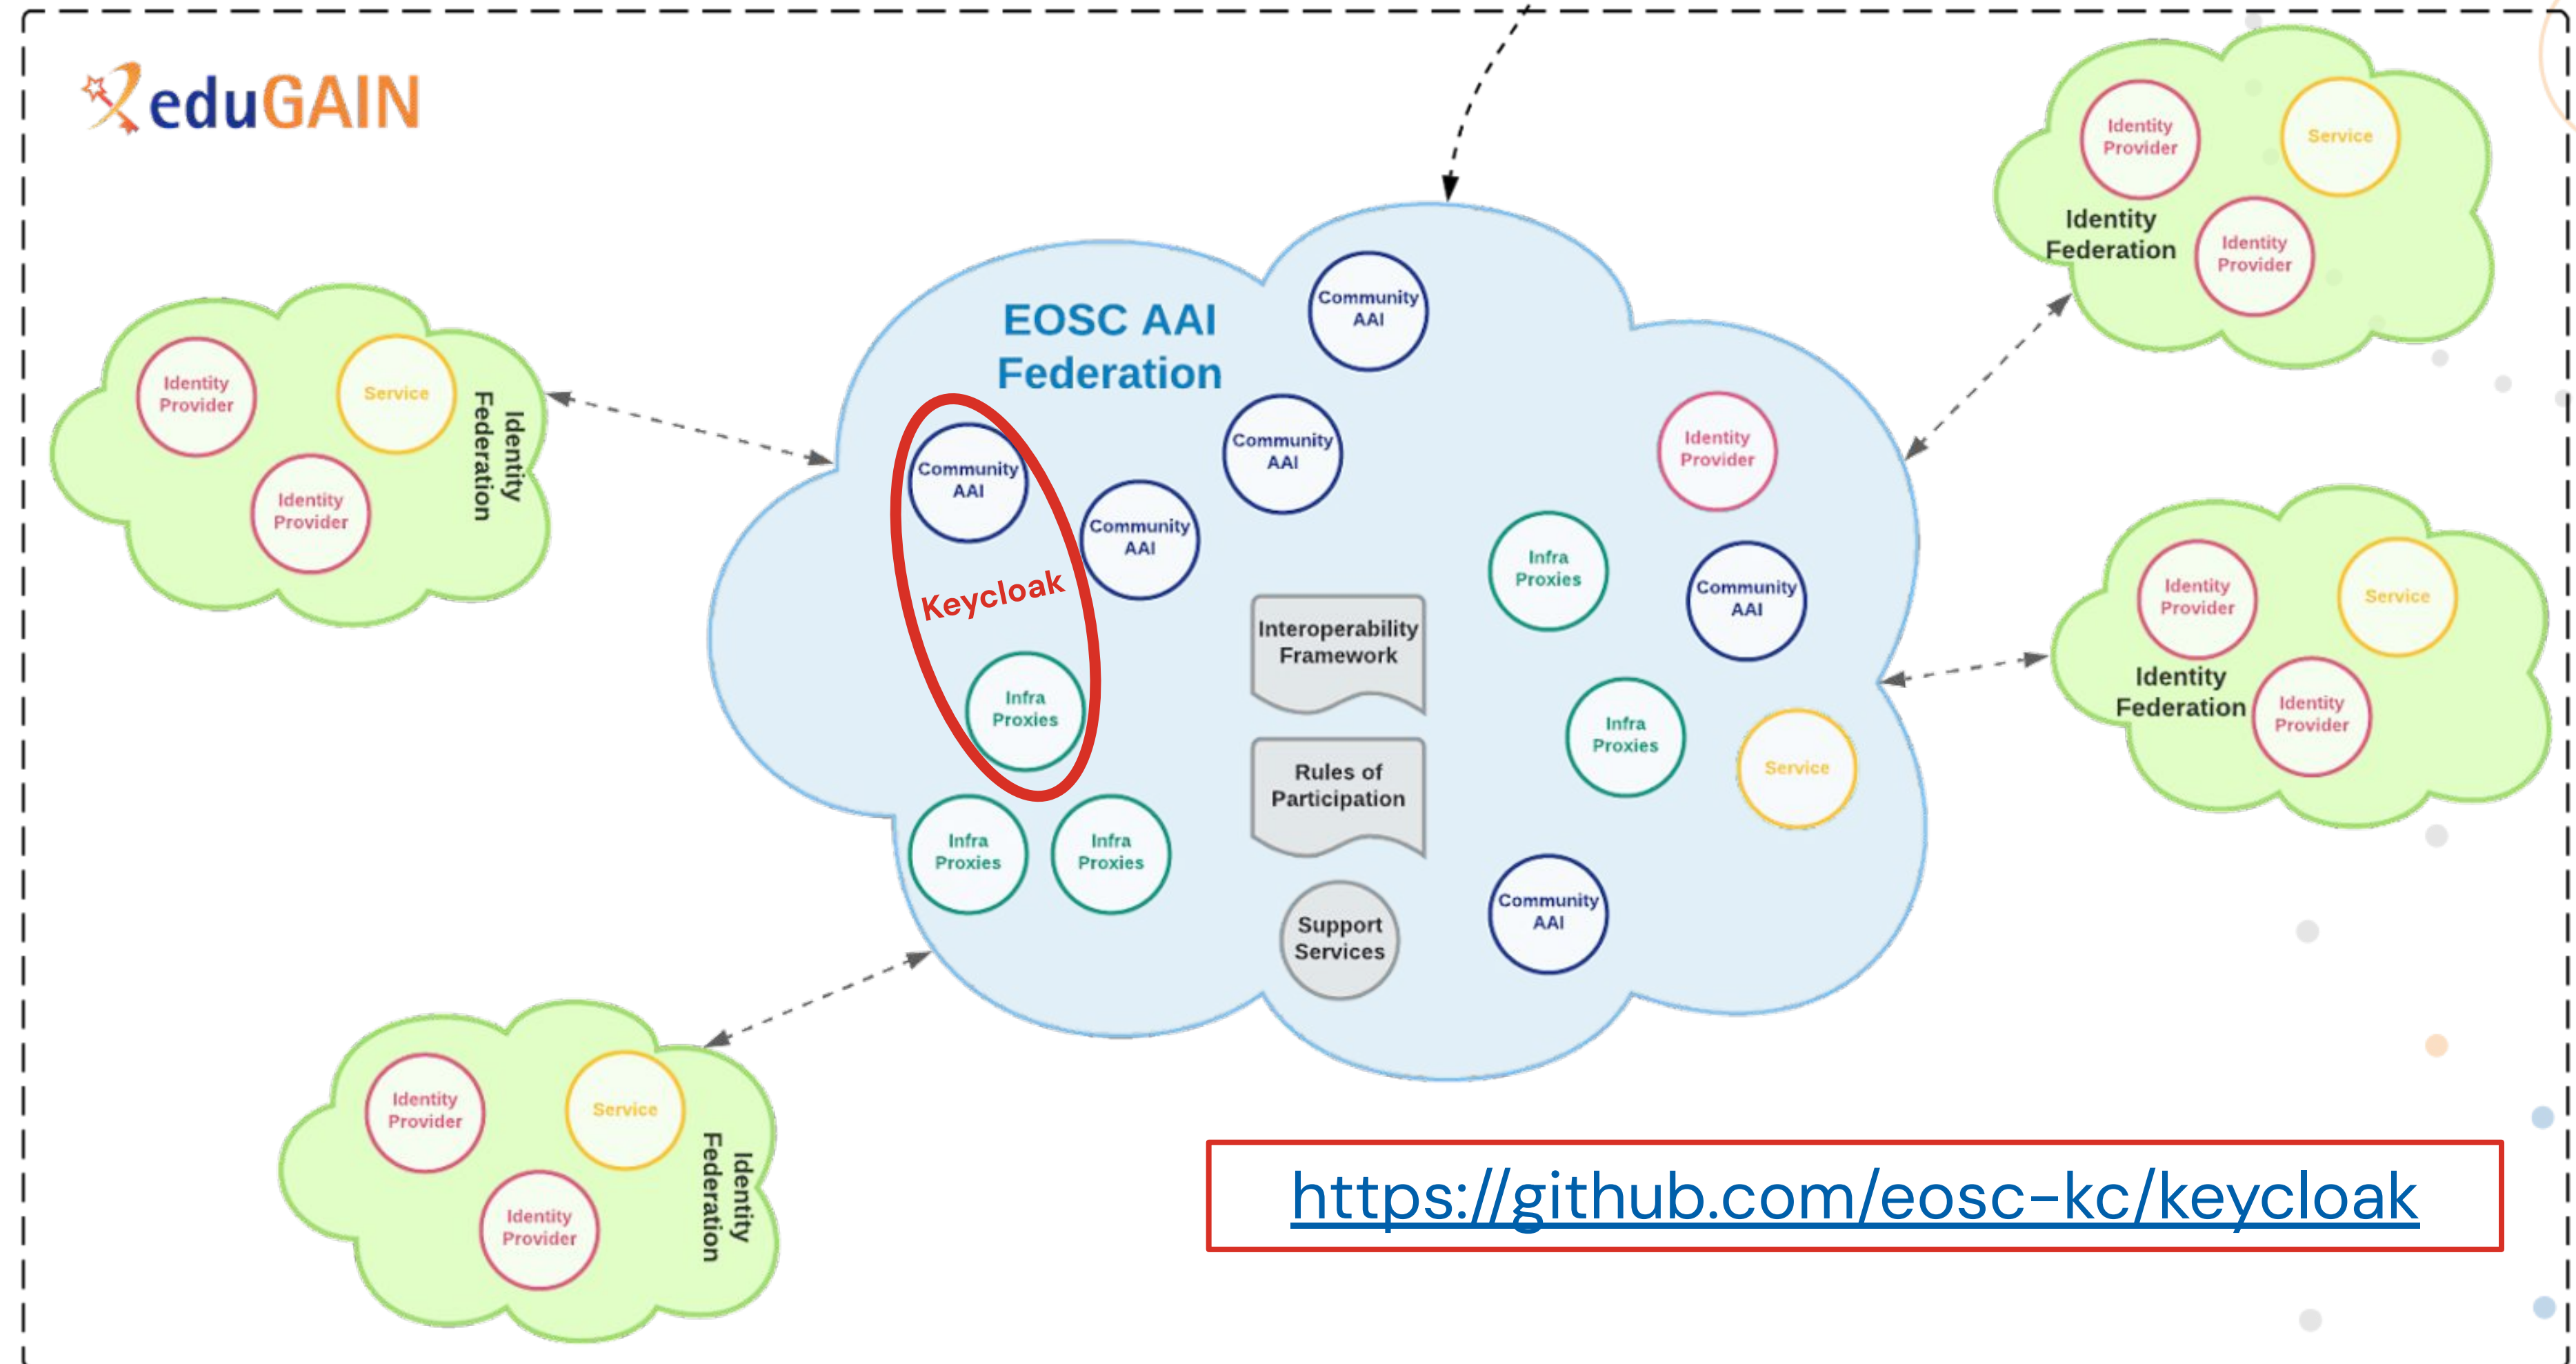 eduGAIN
Identity
Provider
Service
Identity
Provider
Identity
Federation
EOSC AAI
Federation
Community
AAI
Community
AAI
Community
AAI
Community
AAI
Keycloak
Infra
Proxies
Infra
Proxies
Infra
Proxies
Interoperability
Framework
Rules of
Participation
Support
Services
Identity
Provider
Infra
Proxies
Community
AAI
Infra
Proxies
Service
Community
AAI
Identity
Provider
Service
Identity
Federation
Identity
Provider
Identity
Provider
Service
Identity
Federation
Identity
Provider
Identity
Provider
Service
Identity
Provider
Identity
Federation
https://github.com/eosc-kc/keycloak